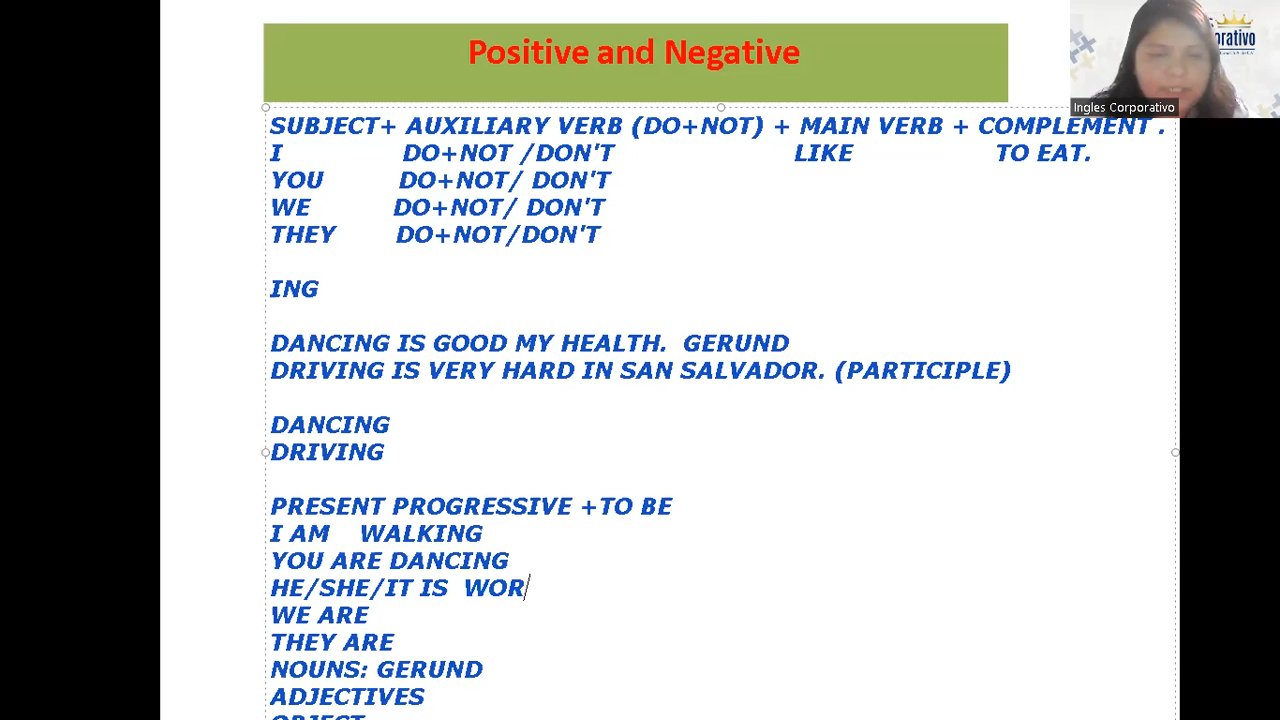 Positive and Negative
orativo
Ingles Corporativo
SUBJECT+ AUXILIARY VERB (DO+NOT) + MAIN VERB + COMPLEMENT .
I DO+NOT /DON'T LIKE TO EAT.
YOU DO+NOT/ DON'T
WE DO+NOT/ DON'T
THEY DO+NOT/DON'T
ING
DANCING IS GOOD MY HEALTH. GERUND
DRIVING IS VERY HARD IN SAN SALVADOR. (PARTICIPLE)
DANCING
DRIVING
PRESENT PROGRESSIVE +TO BE
I AM WALKING
YOU ARE DANCING
HE/SHE/IT IS WOR
WE ARE
THEY ARE
NOUNS: GERUND
ADJECTIVES
OBJECT